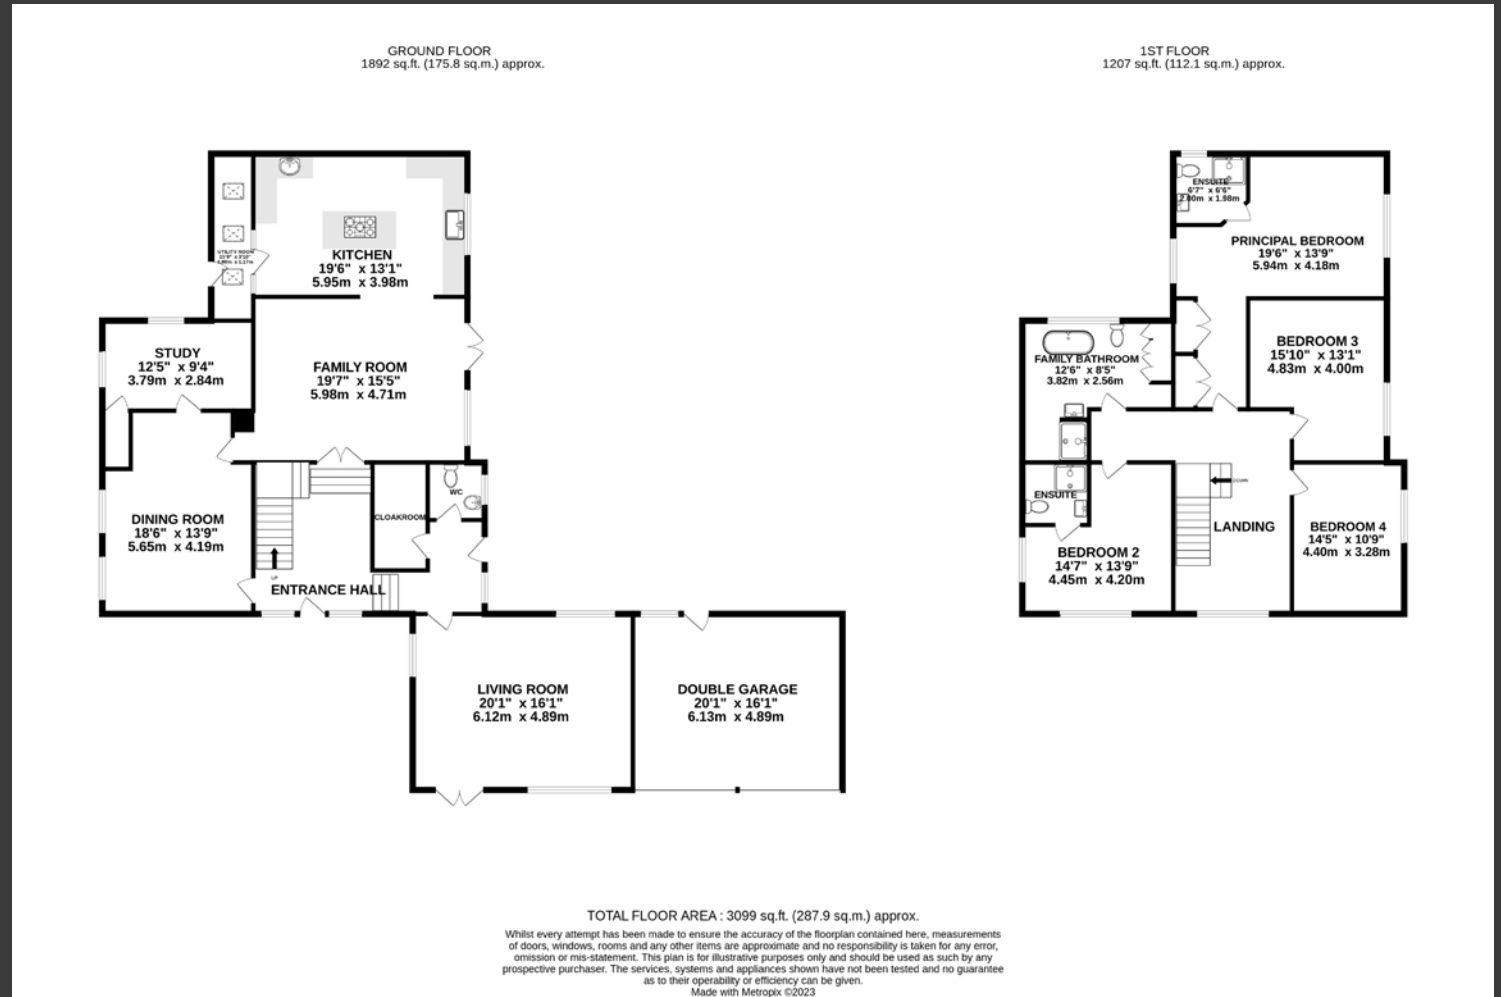 GROUND FLOOR
1892 sq.ft. (175.8 sq.m.) approx.
1ST FLOOR
1207 sq.ft. (112.1 sq.m.) approx.
UTILITY ROOM
KITCHEN
19'6" x 13'1"
5.95m x 3.98m
STUDY
12'5" x 9'4"
3.79m x 2.84m
FAMILY ROOM
19'7" x 15'5"
5.98m x 4.71m
DINING ROOM
18'6" x 13'9"
5.65m x 4.19m
WC
CLOAKROOM
UP
ENTRANCE HALL
LIVING ROOM
20'1" x 16'1"
6.12m x 4.89m
DOUBLE GARAGE
20'1" x 16'1"
6.13m x 4.89m
ENSUITE
6'7" x 6'6"
2.00m x 1.98m
PRINCIPAL BEDROOM
19'6" x 13'9"
5.94m x 4.18m
BEDROOM 3
15'10" x 13'1"
4.83m x 4.00m
FAMILY BATHROOM
12'6" x 8'5"
3.82m x 2.56m
ENSUITE
DOWN
LANDING
BEDROOM 2
14'7" x 13'9"
4.45m x 4.20m
BEDROOM 4
14'5" x 10'9"
4.40m x 3.28m
TOTAL FLOOR AREA : 3099 sq.ft. (287.9 sq.m.) approx.
Whilst every attempt has been made to ensure the accuracy of the floorplan contained here, measurements
of doors, windows, rooms and any other items are approximate and no responsibility is taken for any error,
omission or mis-statement. This plan is for illustrative purposes only and should be used as such by any
prospective purchaser. The services, systems and appliances shown have not been tested and no guarantee
as to their operability or efficiency can be given.
Made with Metropix ©2023